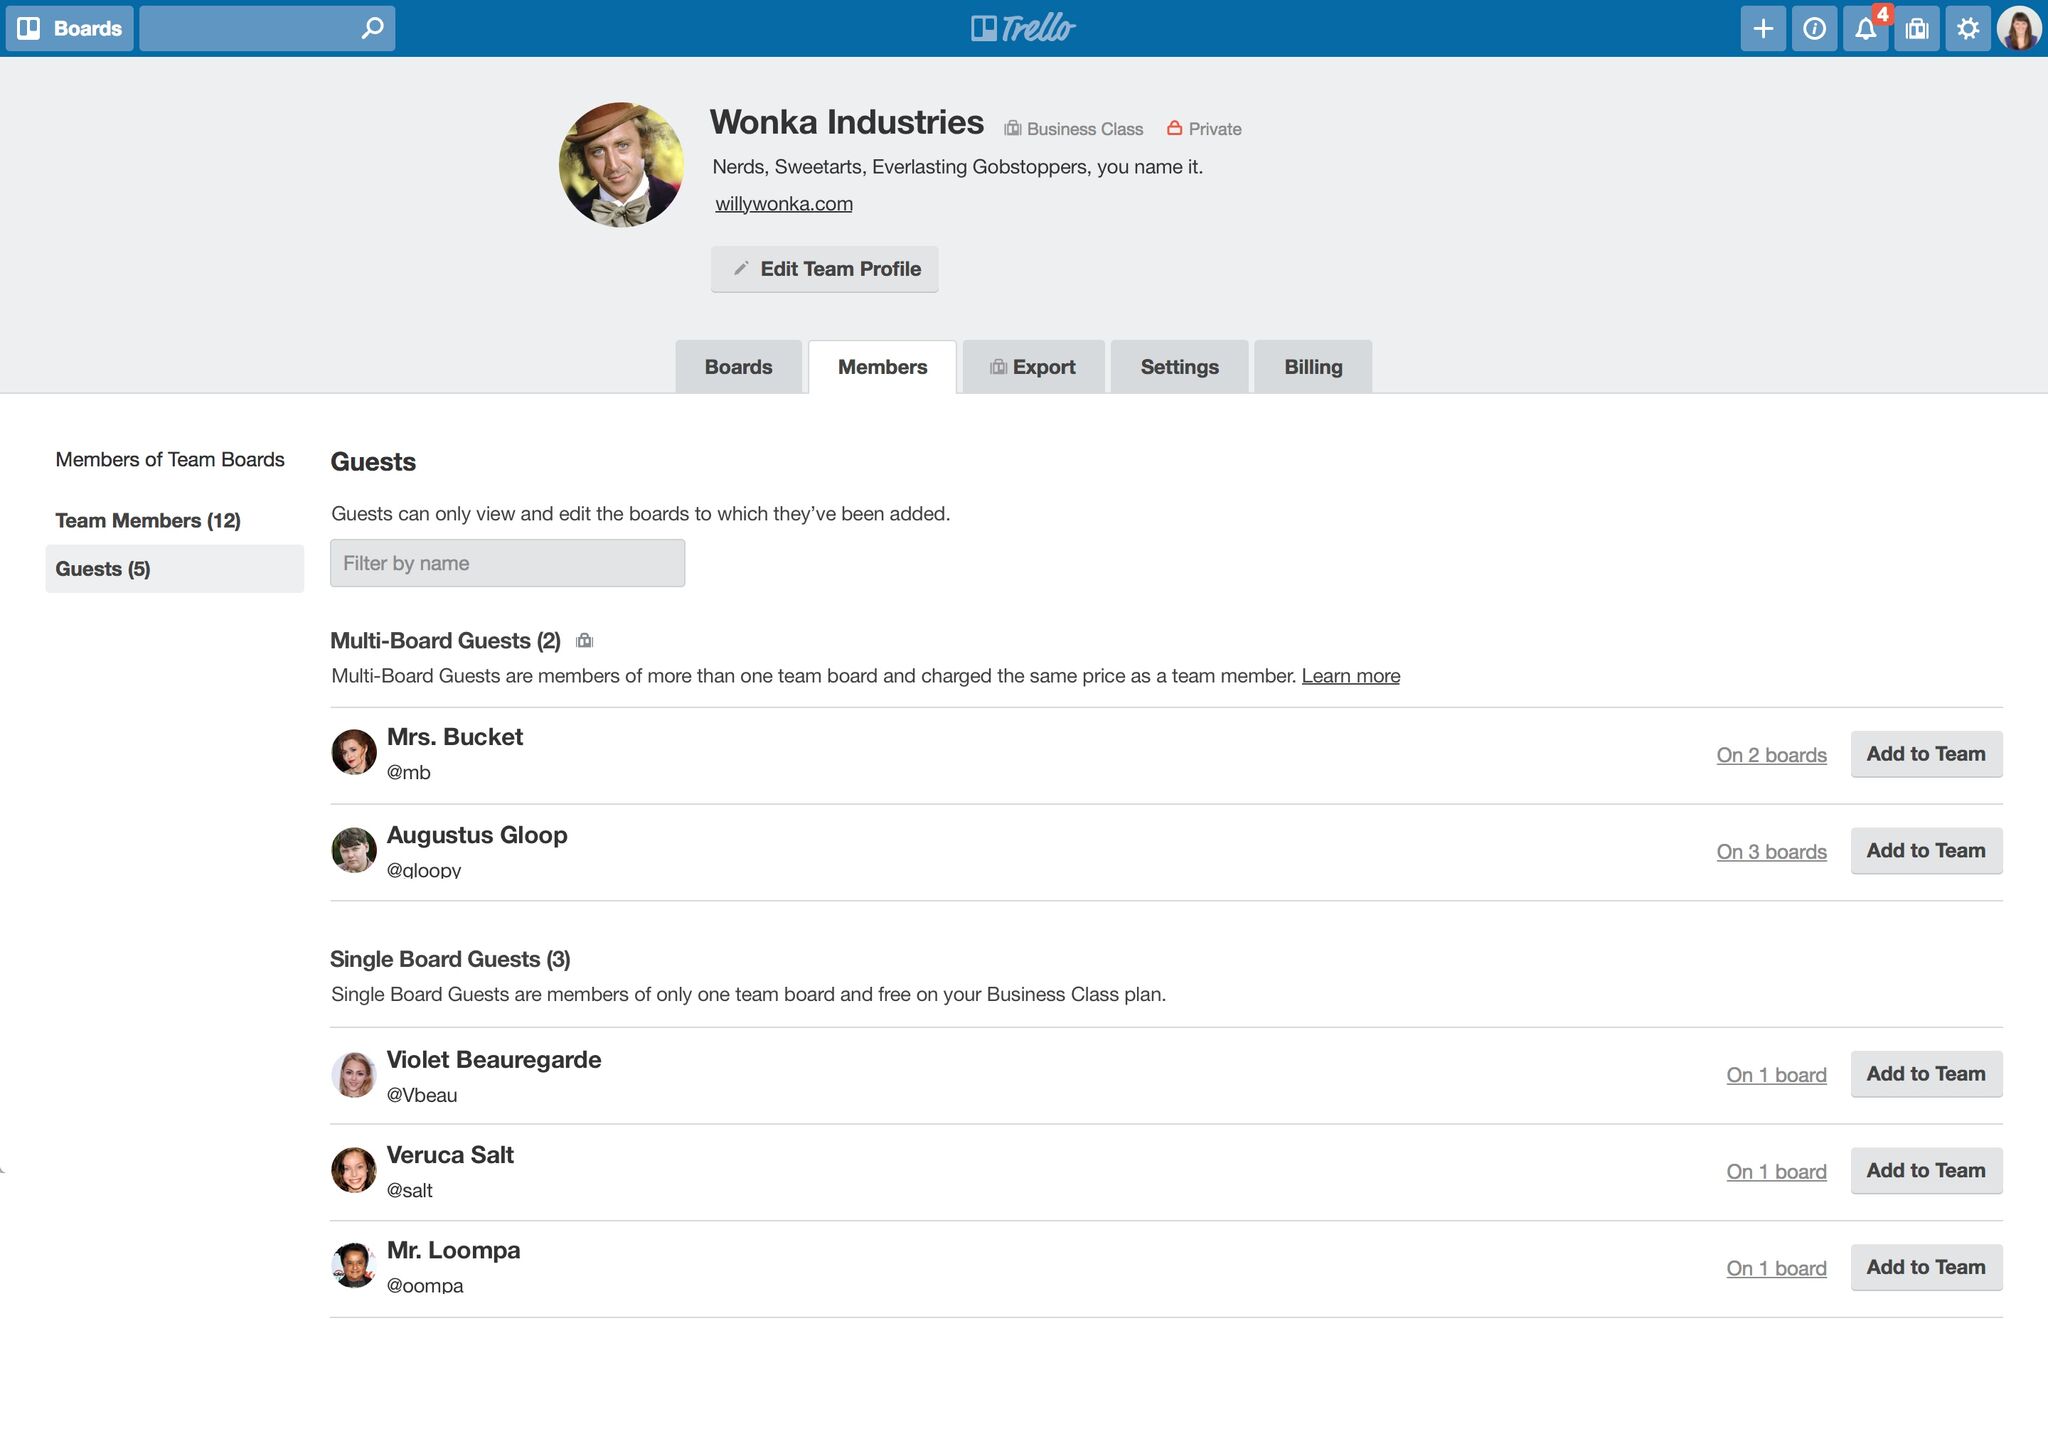 Boards
Trello
4
Wonka Industries Business Class Private
Nerds, Sweetarts, Everlasting Gobstoppers, you name it.
willywonka.com
Edit Team Profile
Boards Members Export Settings Billing
Members of Team Boards
Team Members (12)
Guests (5)
Guests
Guests can only view and edit the boards to which they’ve been added.
Filter by name
Multi-Board Guests (2)
Multi-Board Guests are members of more than one team board and charged the same price as a team member. Learn more
Mrs. Bucket
@mb
On 2 boards Add to Team
Augustus Gloop
@gloopy
On 3 boards Add to Team
Single Board Guests (3)
Single Board Guests are members of only one team board and free on your Business Class plan.
Violet Beauregarde
@Vbeau
On 1 board Add to Team
Veruca Salt
@salt
On 1 board Add to Team
Mr. Loompa
@oompa
On 1 board Add to Team